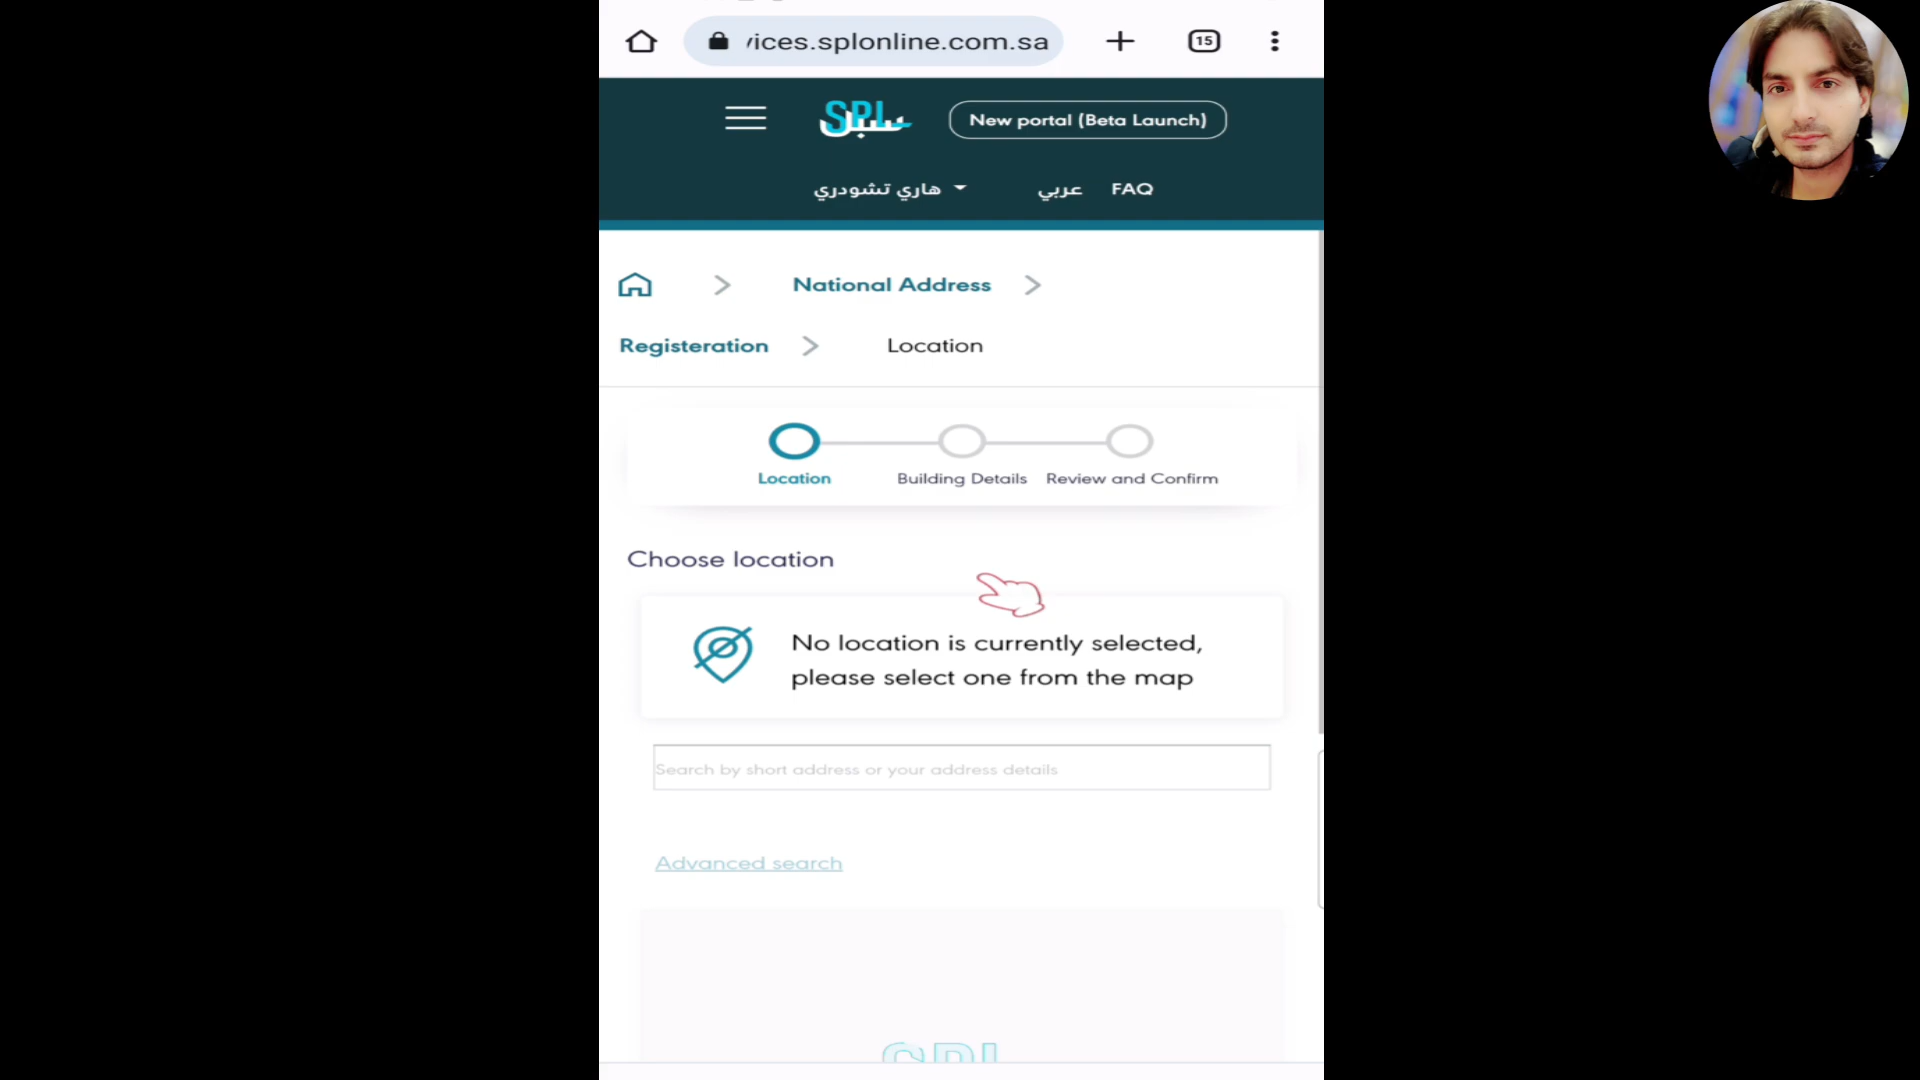 /ices.splonline.com.sa
15
SPL سبل
New portal (Beta Launch)
هاري تشودري
عربي
FAQ
National Address
Registeration
Location
Location
Building Details
Review and Confirm
Choose location
No location is currently selected,
please select one from the map
Search by short address or your address details
Advanced search
SPL